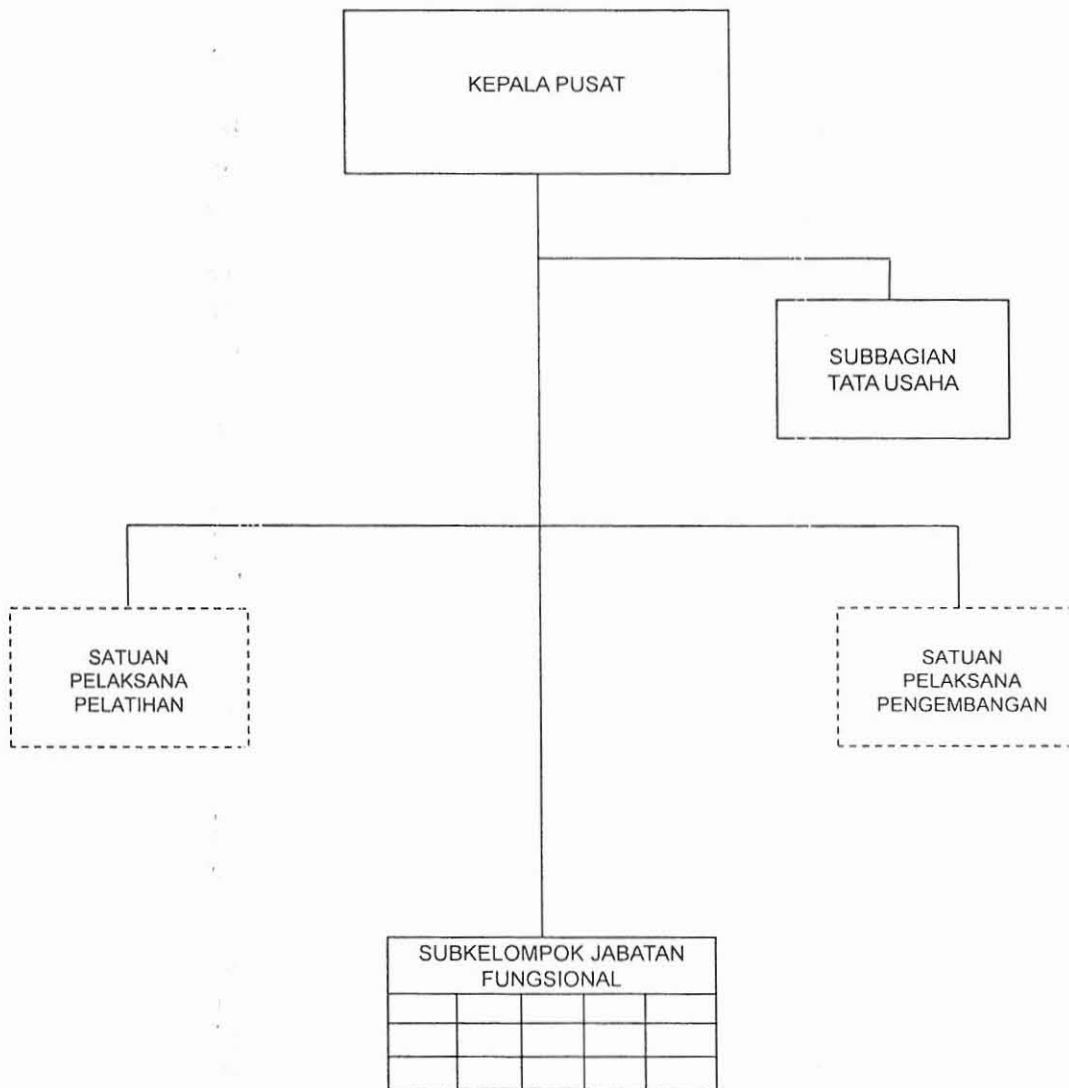 KEPALA PUSAT
SUBBAGIAN
TATA USAHA
SATUAN
PELAKSANA
PELATIHAN
SATUAN
PELAKSANA
PENGEMBANGAN
SUBKELOMPOK JABATAN
FUNGSIONAL